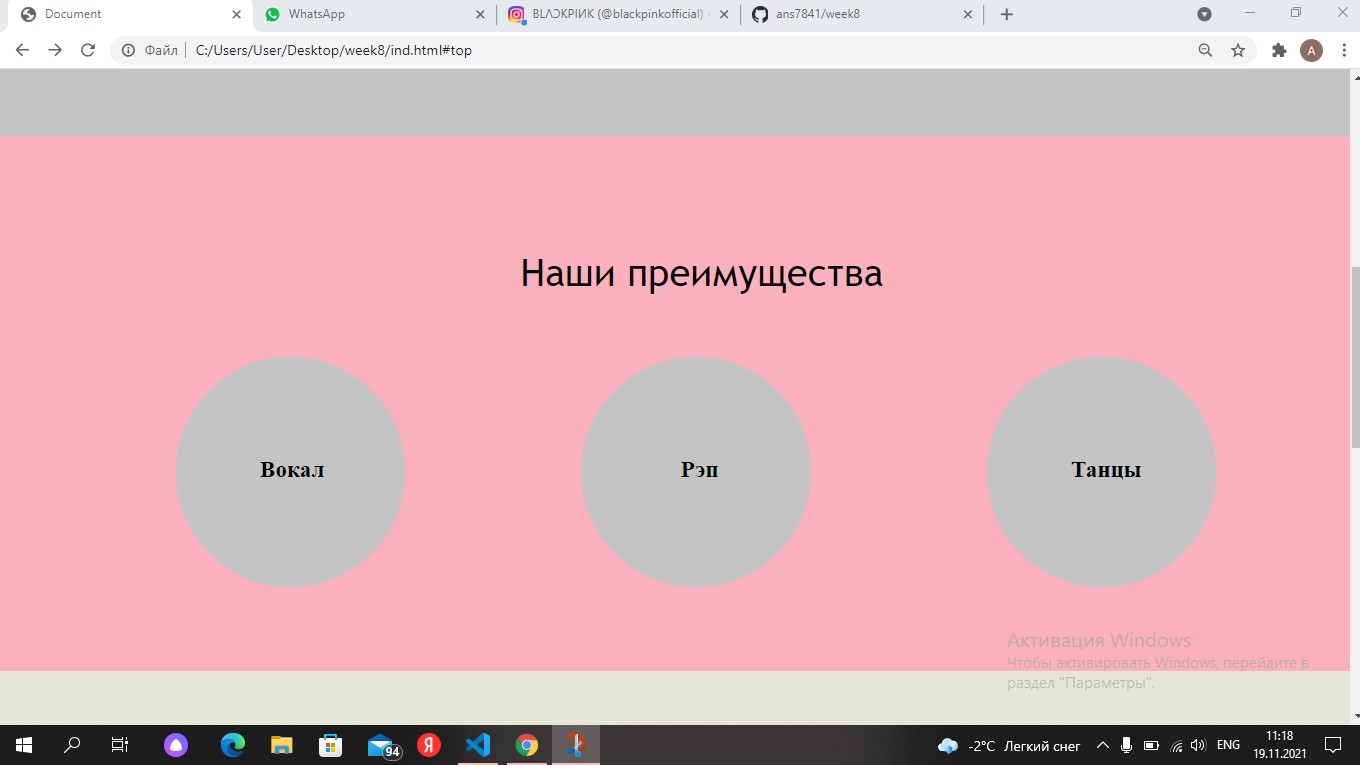 Document
WhatsApp
BLΛƆKPIИK (@blackpinkofficial)
ans7841/week8
Файл
C:/Users/User/Desktop/week8/ind.html#top
A
Наши преимущества
Вокал
Рэп
Танцы
Активация Windows
Чтобы активировать Windows, перейдите в
раздел "Параметры".
94
Я
-2°C Легкий снег
ENG
11:18
19.11.2021